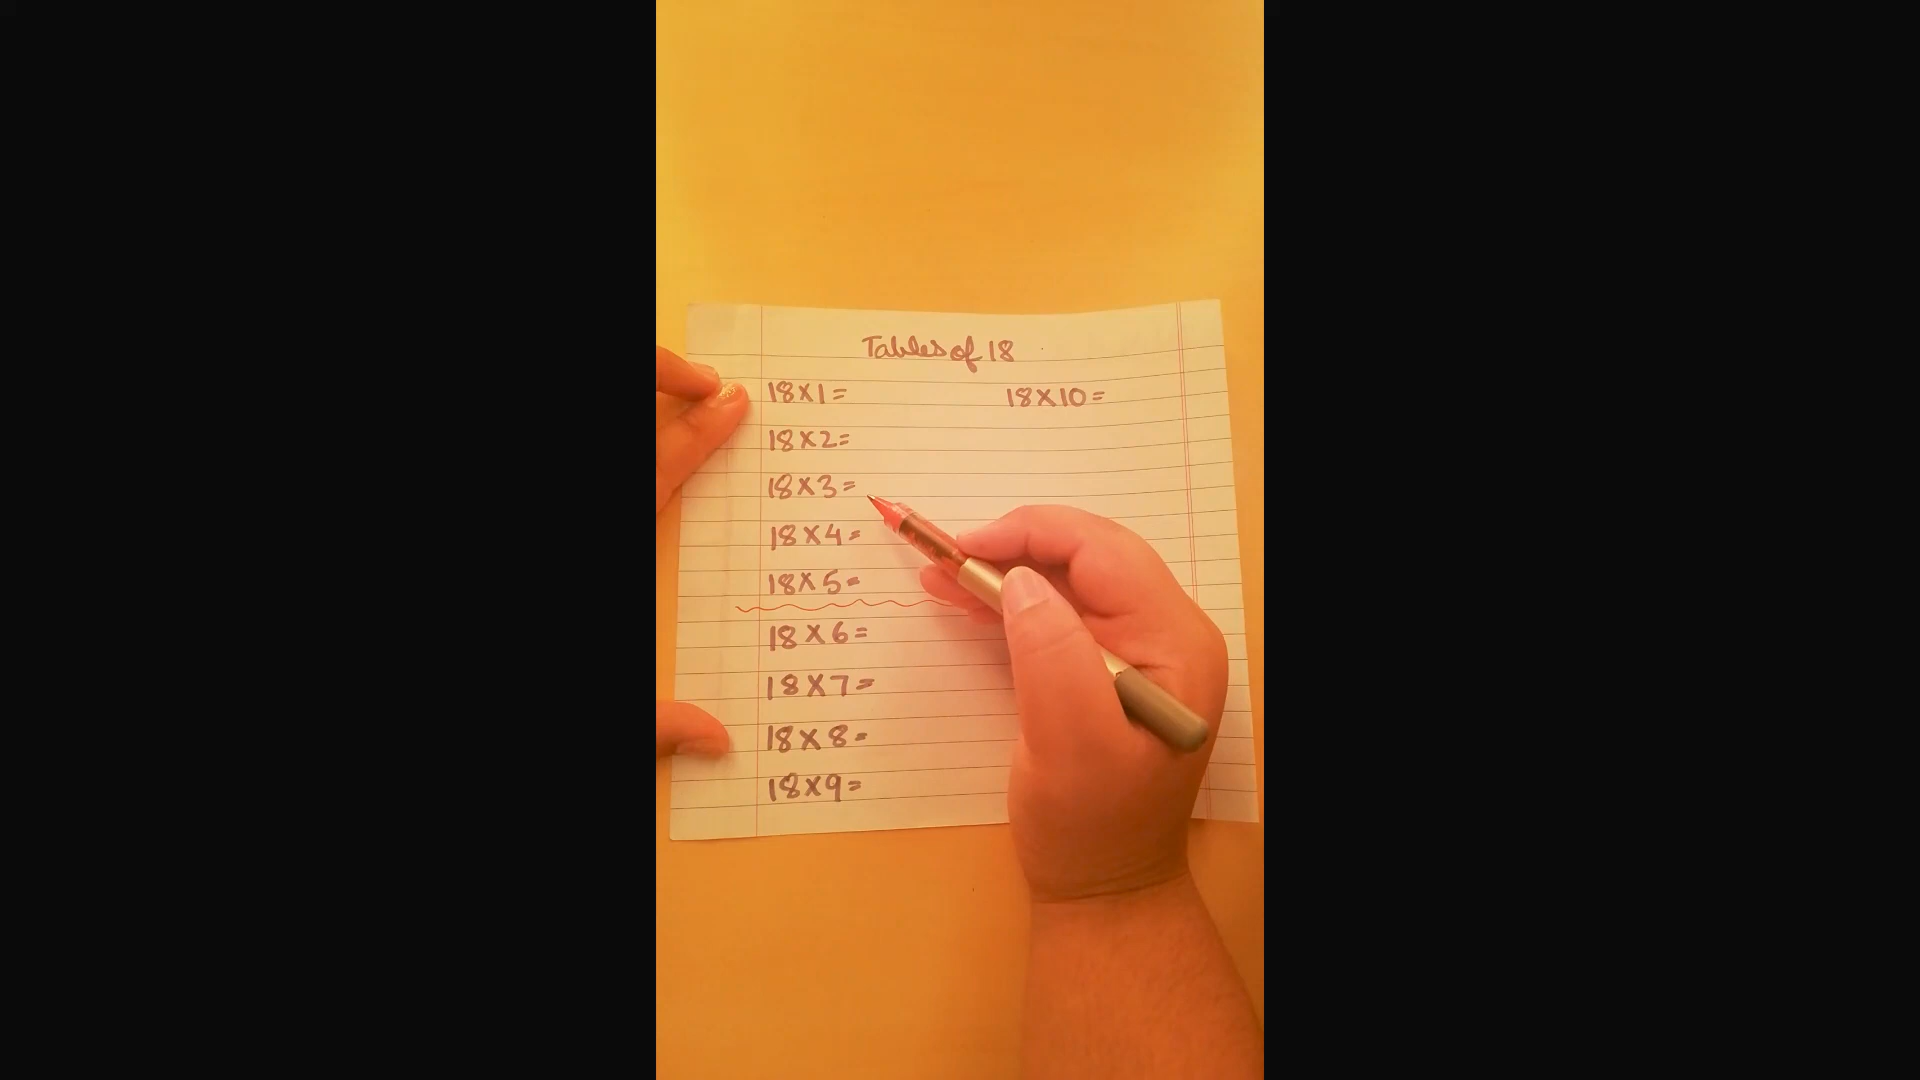 Tables of 18
18X1=
18X2=
18X3=
18X4=
18X5=
18X6=
18X7=
18X8=
18X9=
18X10=